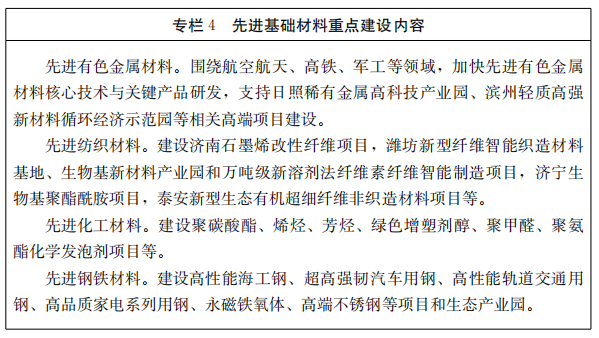 专栏 4 先进基础材料重点建设内容
先进有色金属材料。围绕航空航天、高铁、军工等领域，加快先进有色金属
材料核心技术与关键产品研发，支持日照稀有金属高科技产业园、滨州轻质高强
新材料循环经济示范园等相关高端项目建设。
先进纺织材料。建设济南石墨烯改性纤维项目，潍坊新型纤维智能织造材料
基地、生物基新材料产业园和万吨级新溶剂法纤维素纤维智能制造项目，济宁生
物基聚酯酰胺项目，泰安新型生态有机超细纤维非织造材料项目等。
先进化工材料。建设聚碳酸酯、烯烃、芳烃、绿色增塑剂醇、聚甲醛、聚氨
酯化学发泡剂项目等。
先进钢铁材料。建设高性能海工钢、超高强韧汽车用钢、高性能轨道交通用
钢、高品质家电系列用钢、永磁铁氧体、高端不锈钢等项目和生态产业园。